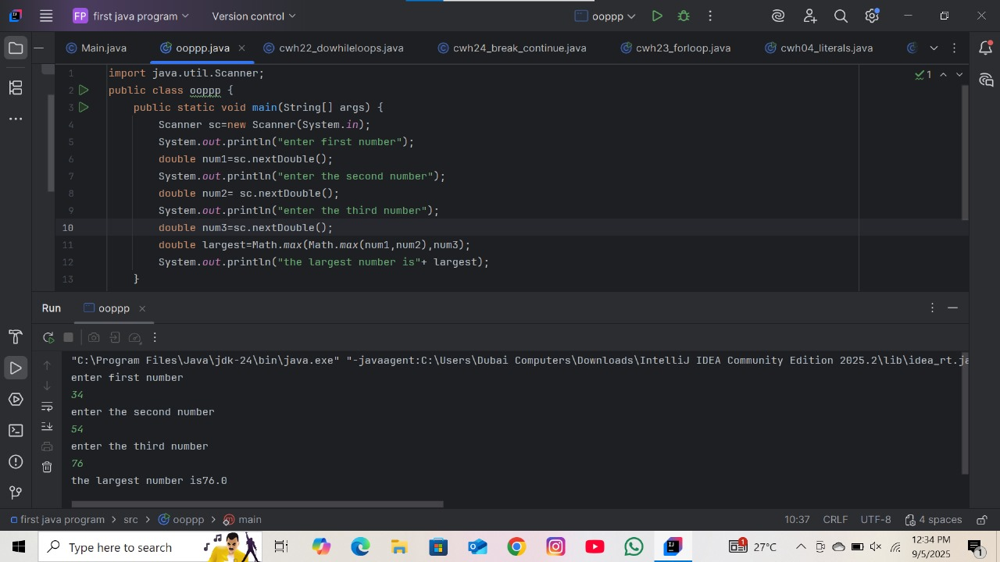 FP first java program Version control ooppp
Main.java ooppp.java cwh22_dowhileloops.java cwh24_break_continue.java cwh23_forloop.java cwh04_literals.java
1 import java.util.Scanner;
2 public class ooppp {
3 public static void main(String[] args) {
4 Scanner sc=new Scanner(System.in);
5 System.out.println("enter first number");
6 double num1=sc.nextDouble();
7 System.out.println("enter the second number");
8 double num2= sc.nextDouble();
9 System.out.println("enter the third number");
10 double num3=sc.nextDouble();
11 double largest=Math.max(Math.max(num1,num2),num3);
12 System.out.println("the largest number is"+ largest);
13 }
1
Run ooppp
"C:\Program Files\Java\jdk-24\bin\java.exe" "-javaagent:C:\Users\Dubai Computers\Downloads\IntelliJ IDEA Community Edition 2025.2\lib\idea_rt.ja
enter first number
34
enter the second number
54
enter the third number
76
the largest number is76.0
first java program > src > ooppp > main 10:37 CRLF UTF-8 4 spaces
Type here to search 1 27°C 12:34 PM
9/5/2025 1